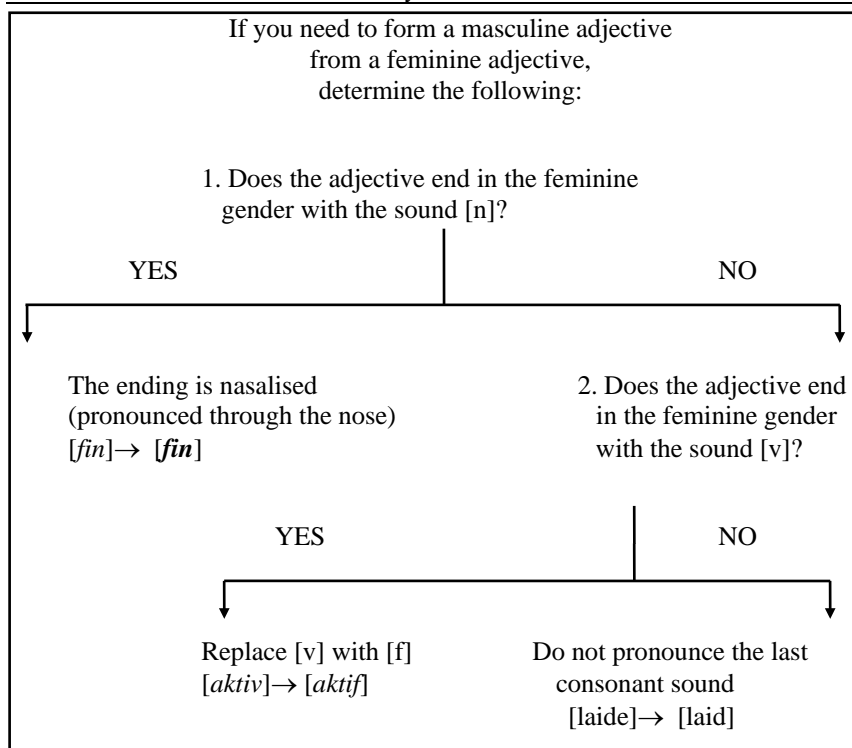 If you need to form a masculine adjective
from a feminine adjective,
determine the following:
1. Does the adjective end in the feminine
gender with the sound [n]?
YES
NO
The ending is nasalised
(pronounced through the nose)
[fin]→ [fin]
2. Does the adjective end
in the feminine gender
with the sound [v]?
YES
NO
Replace [v] with [f]
[aktiv]→ [aktif]
Do not pronounce the last
consonant sound
[laide]→ [laid]